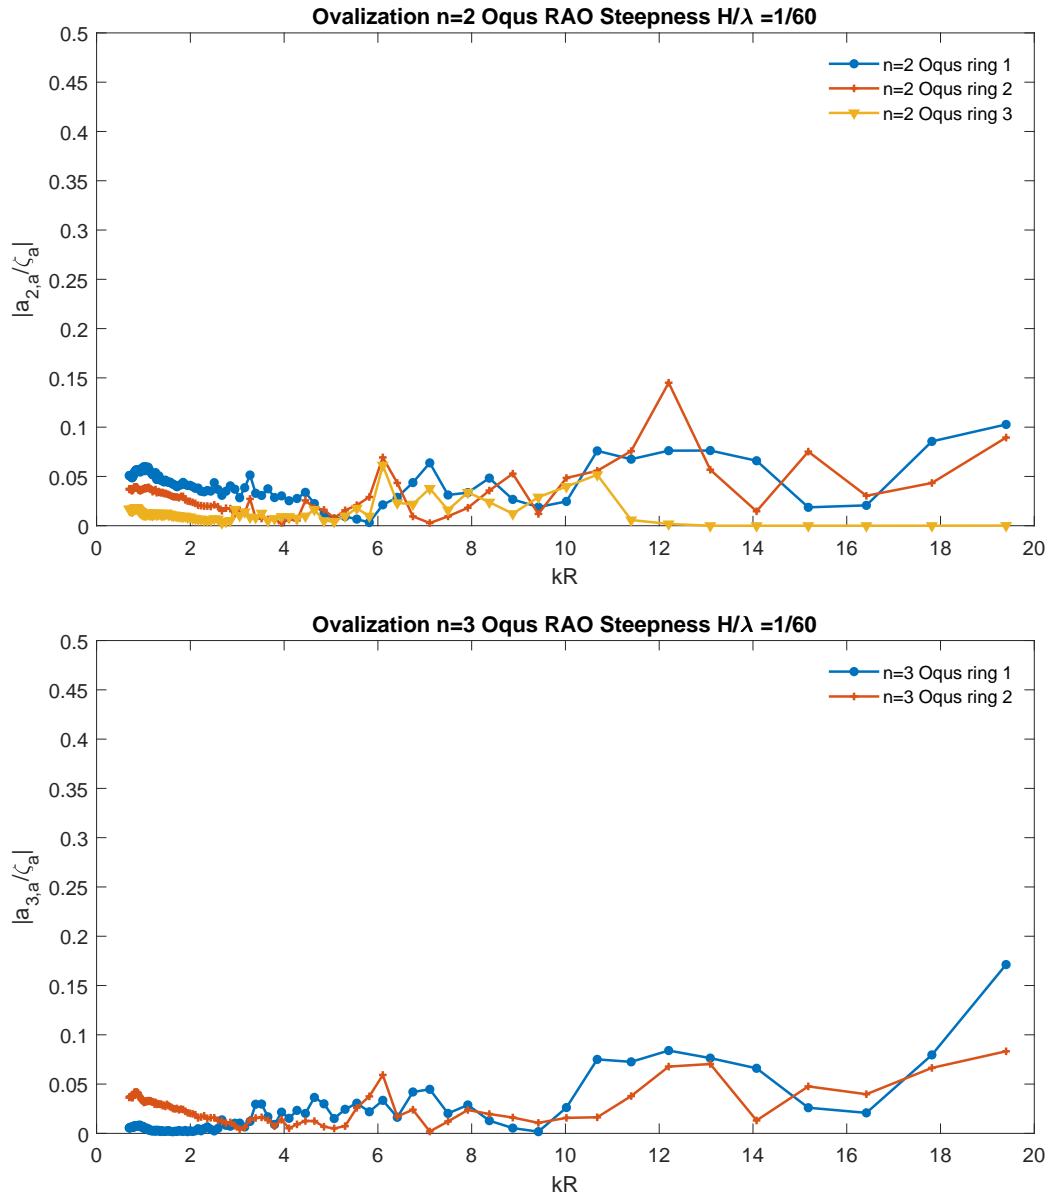 Ovalization n=2 Oqus RAO Steepness H/λ =1/60
0.5
0.45
0.4
0.35
0.3
0.25
0.2
0.15
0.1
0.05
0
|a2,a/ζa|
n=2 Oqus ring 1
n=2 Oqus ring 2
n=2 Oqus ring 3
0 2 4 6 8 10 12 14 16 18 20
kR
Ovalization n=3 Oqus RAO Steepness H/λ =1/60
0.5
0.45
0.4
0.35
0.3
0.25
0.2
0.15
0.1
0.05
0
|a3,a/ζa|
n=3 Oqus ring 1
n=3 Oqus ring 2
0 2 4 6 8 10 12 14 16 18 20
kR